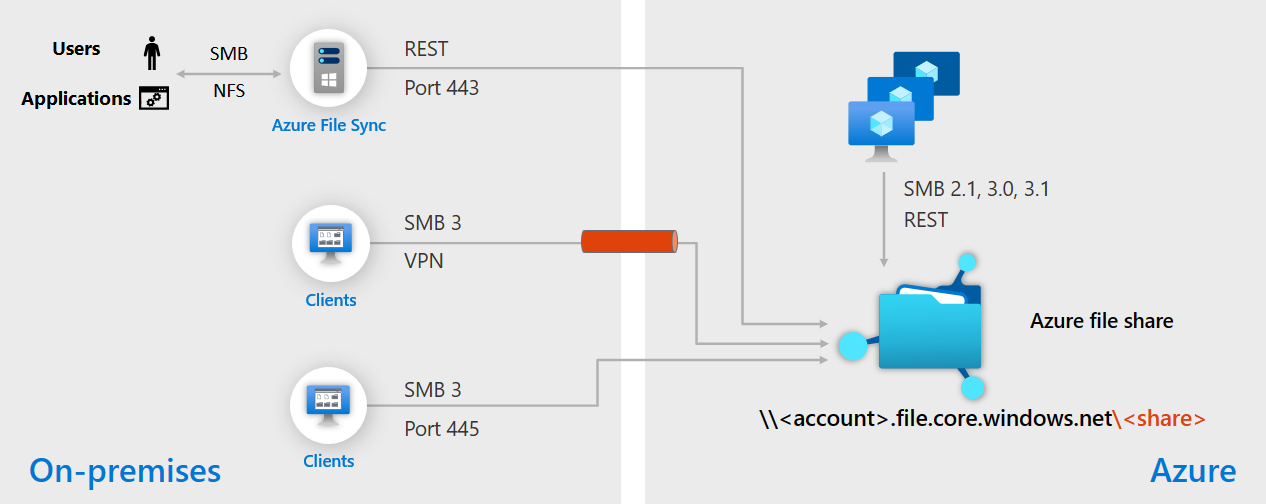 Users
Applications
SMB
NFS
Azure File Sync
REST
Port 443
SMB 3
VPN
Clients
SMB 3
Port 445
Clients
On-premises
SMB 2.1, 3.0, 3.1
REST
Azure file share
\\<account>.file.core.windows.net\<share>
Azure